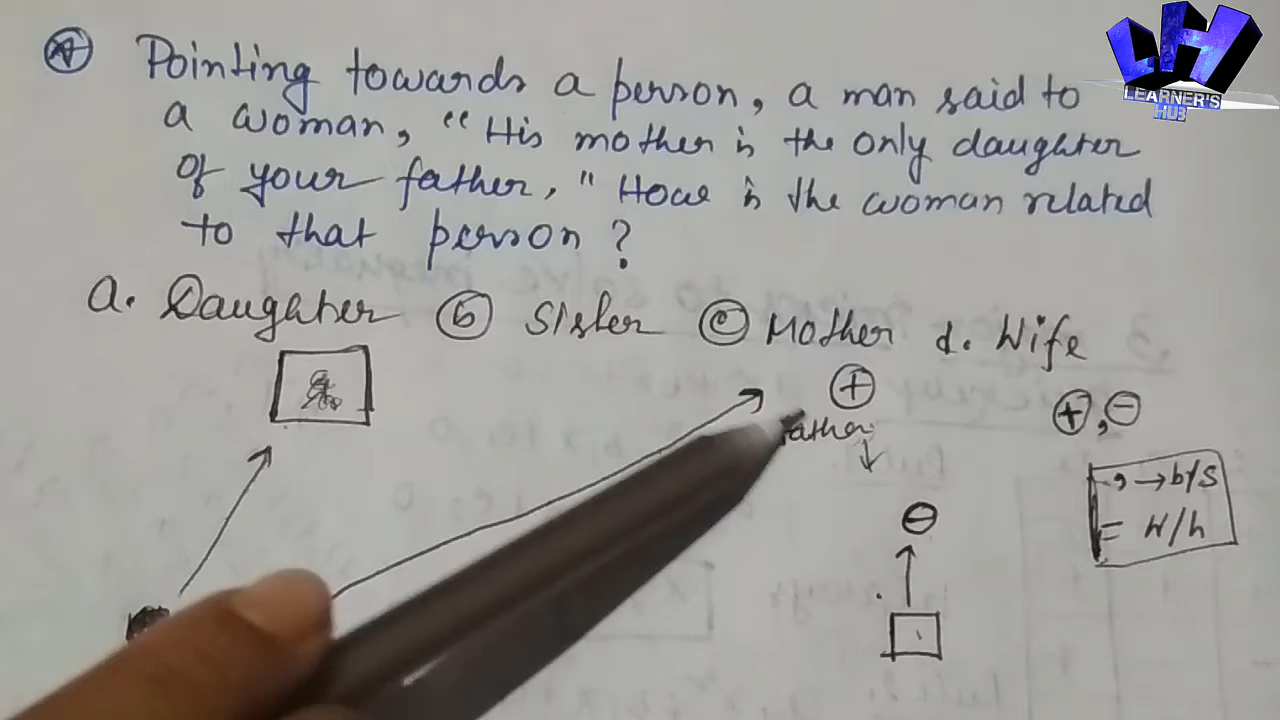 Pointing towards a person, a man said to
a woman, "His mother is the only daughter
of your father," How is the woman related
to that person?
a. Daughter b Sister c Mother d. Wife
+
+, -
father
, → b/s
= W/h
-
LH
LEARNER'S
HUB